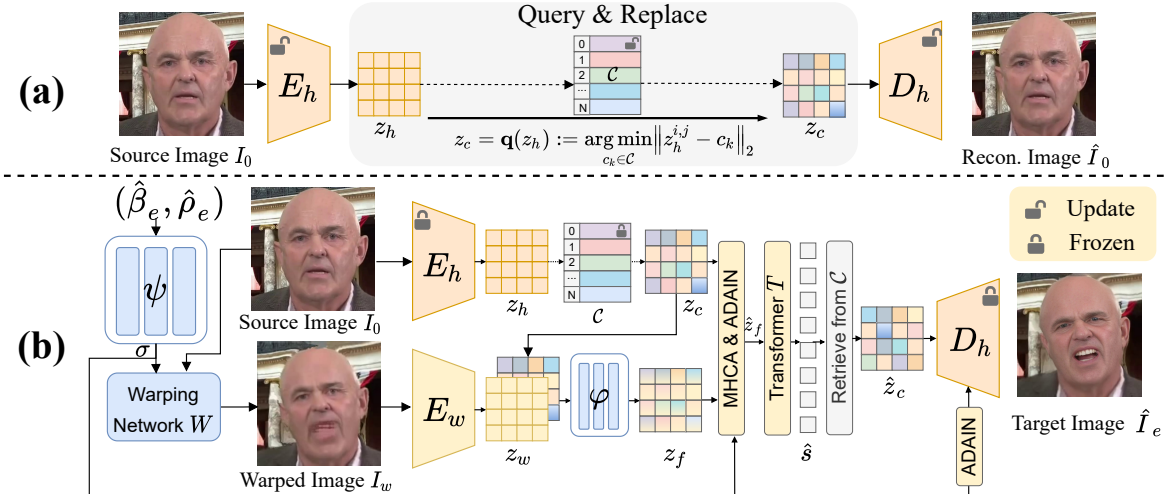 Query & Replace
(a)
E_h
z_h
0
1
2
...
N
𝒞
z_c
D_h
z_c = q(z_h) := arg min ‖z_h^{i,j} − c_k‖_2
c_k∈𝒞
Source Image I_0
Recon. Image Î_0
(β̂_e, ρ̂_e)
ψ
σ
Warping
Network W
(b)
Source Image I_0
Warped Image I_w
E_h
z_h
0
1
2
...
N
𝒞
z_c
E_w
z_w
φ
z_f
MHCA & ADAIN
ẑ_f
Transformer T
ŝ
Retrieve from 𝒞
ẑ_c
D_h
ADAIN
Update
Frozen
Target Image Î_e